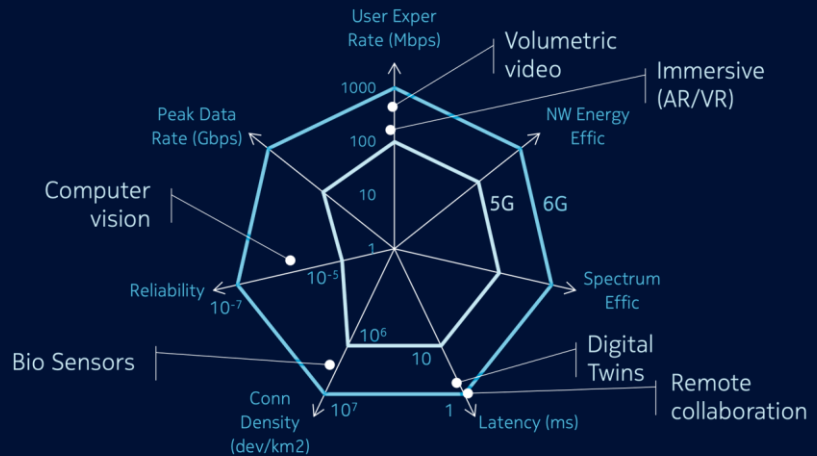 User Exper
Rate (Mbps)
Volumetric
video
Immersive
(AR/VR)
1000
Peak Data
Rate (Gbps)
NW Energy
Effic
100
Computer
vision
10
5G
6G
1
Reliability
10⁻⁵
10⁻⁷
Spectrum
Effic
10⁶
10
Bio Sensors
Digital
Twins
Conn
Density
(dev/km2)
10⁷
1
Latency (ms)
Remote
collaboration